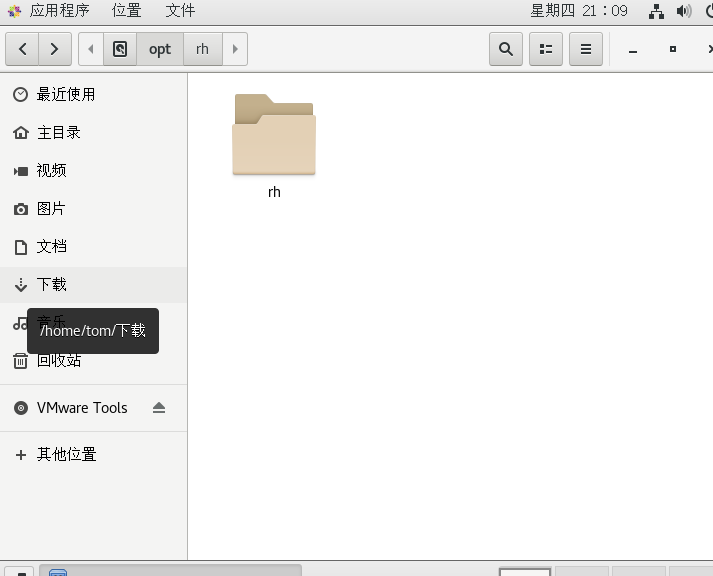 应用程序 位置 文件 星期四 21：09
opt rh
最近使用
主目录
视频
图片
文档
下载
音乐
/home/tom/下载
回收站
VMware Tools
其他位置
rh